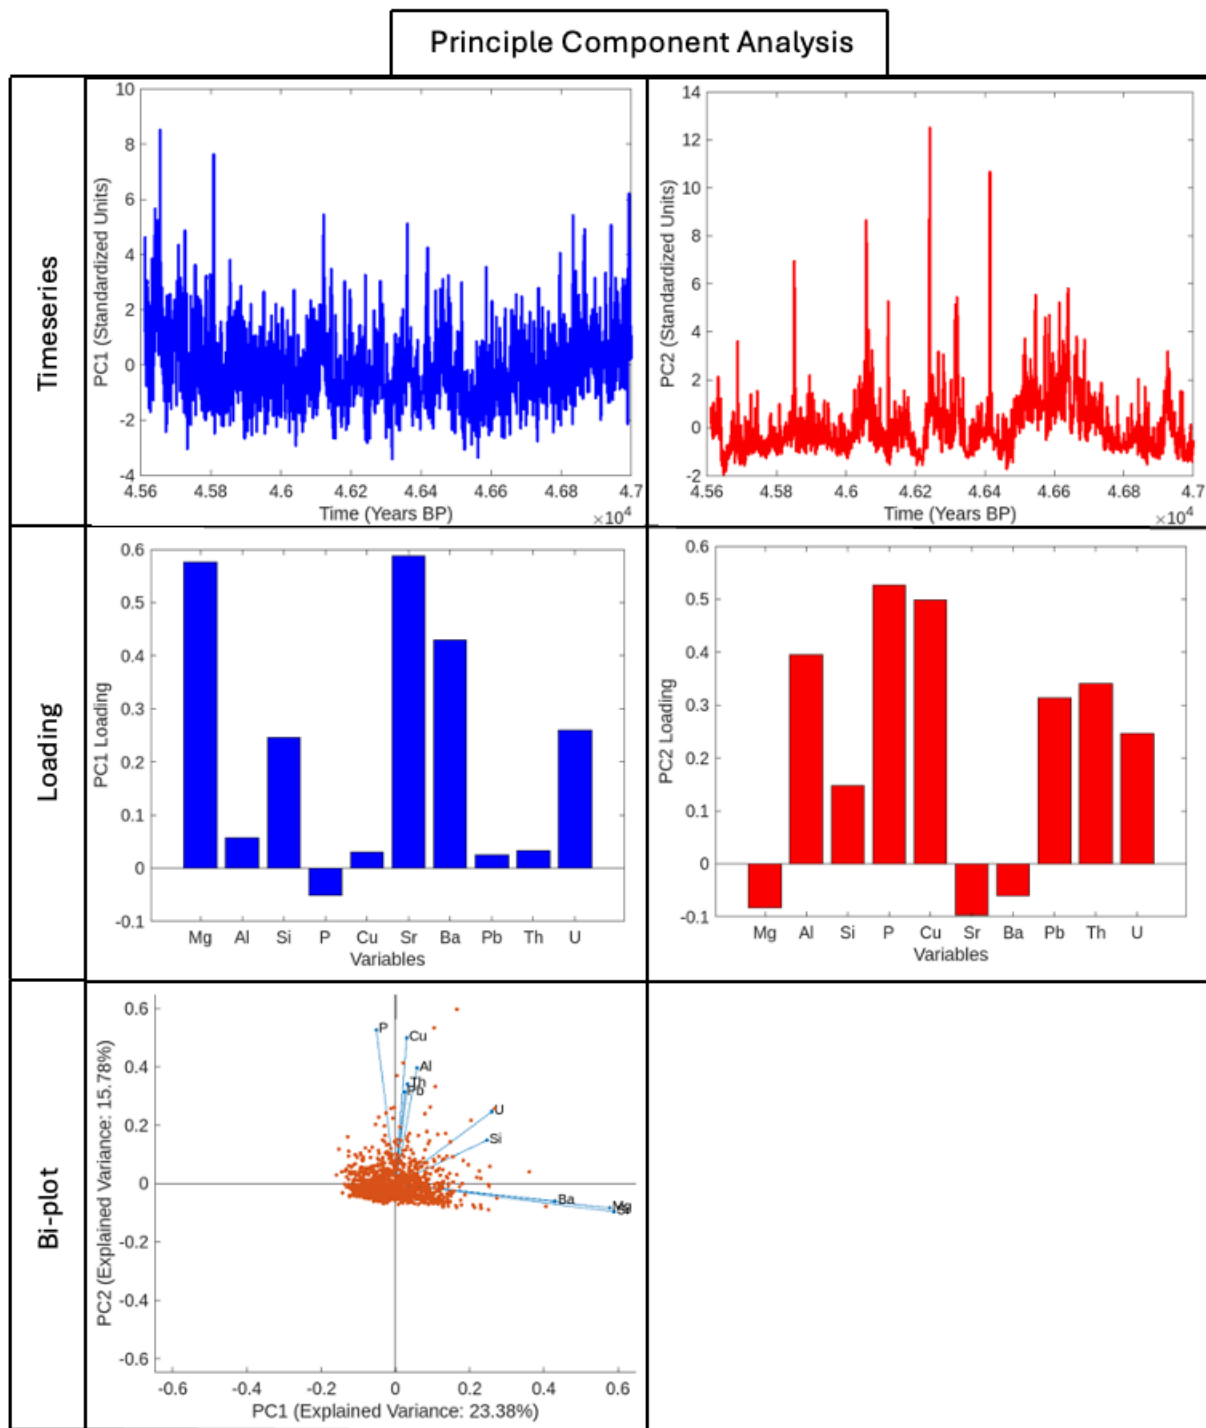 Principle Component Analysis
Timeseries
10
8
6
4
2
0
-2
-4
PC1 (Standardized Units)
4.56 4.58 4.6 4.62 4.64 4.66 4.68 4.7
Time (Years BP)
×10⁴
14
12
10
8
6
4
2
0
-2
PC2 (Standardized Units)
4.56 4.58 4.6 4.62 4.64 4.66 4.68 4.7
Time (Years BP)
×10⁴
Loading
0.6
0.5
0.4
0.3
0.2
0.1
0
-0.1
PC1 Loading
Mg Al Si P Cu Sr Ba Pb Th U
Variables
0.6
0.5
0.4
0.3
0.2
0.1
0
-0.1
PC2 Loading
Mg Al Si P Cu Sr Ba Pb Th U
Variables
Bi-plot
0.6
0.4
0.2
0
-0.2
-0.4
-0.6
PC2 (Explained Variance: 15.78%)
P
Cu
Al
Th
Pb
U
Si
Ba
Mg
Sr
-0.6 -0.4 -0.2 0 0.2 0.4 0.6
PC1 (Explained Variance: 23.38%)